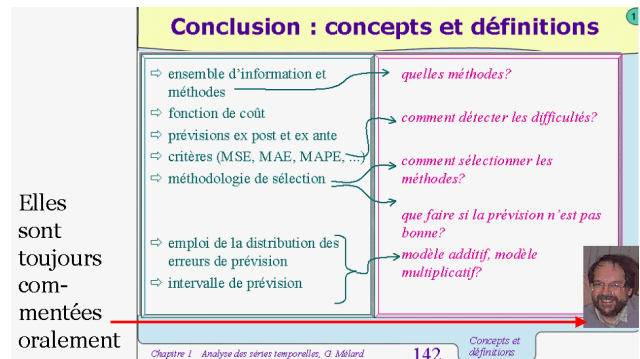 Conclusion : concepts et définitions
1
⇨ ensemble d’information et
méthodes
⇨ fonction de coût
⇨ prévisions ex post et ex ante
⇨ critères (MSE, MAE, MAPE, ...)
⇨ méthodologie de sélection
⇨ emploi de la distribution des
erreurs de prévision
⇨ intervalle de prévision
quelles méthodes?
comment détecter les difficultés?
comment sélectionner les
méthodes?
que faire si la prévision n’est pas
bonne?
modèle additif, modèle
multiplicatif?
Elles
sont
toujours
com-
mentées
oralement
Chapitre 1 Analyse des séries temporelles, G. Mélard
142
Concepts et
définitions